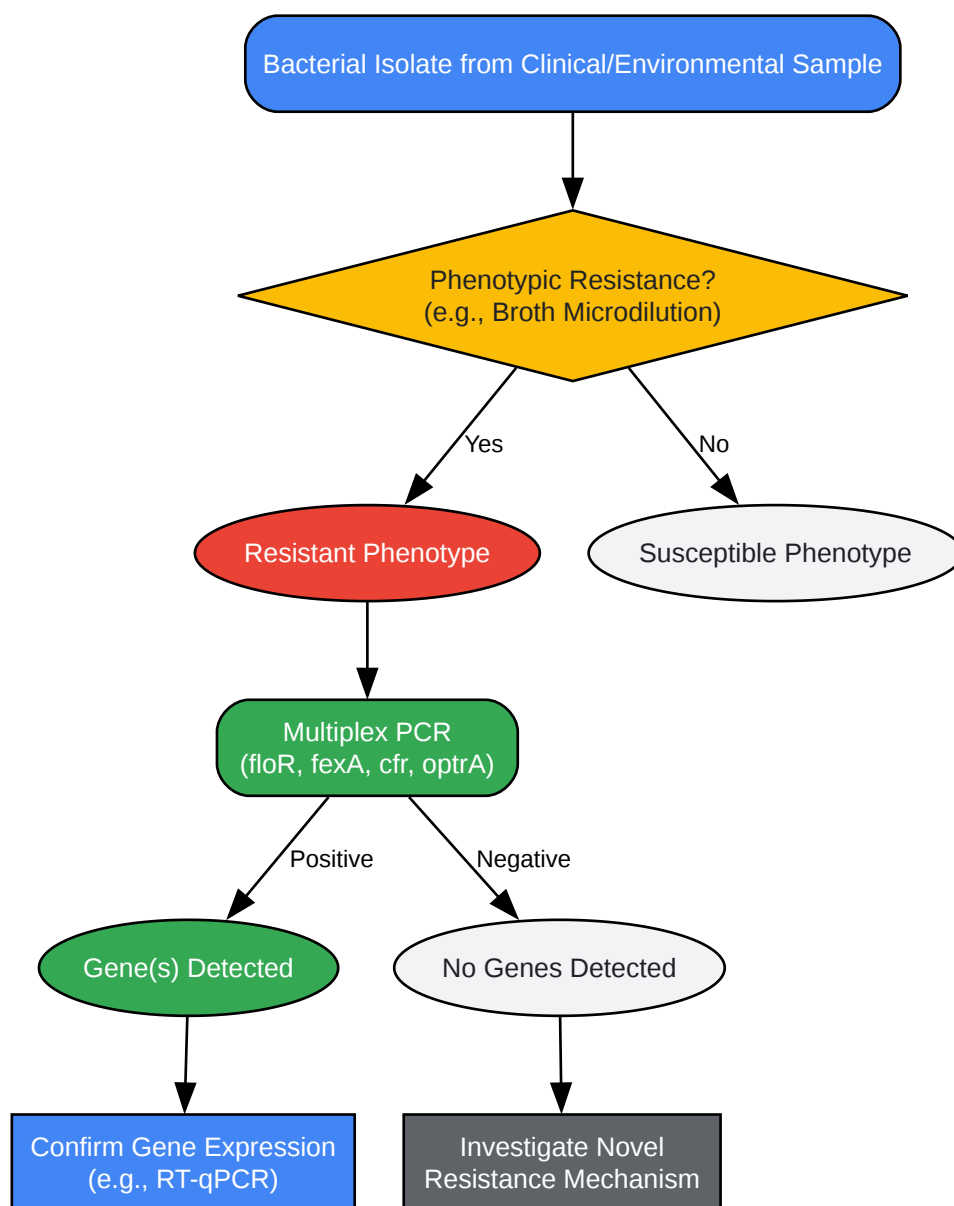 Bacterial Isolate from Clinical/Environmental Sample
Phenotypic Resistance?
(e.g., Broth Microdilution)
Yes
No
Resistant Phenotype
Susceptible Phenotype
Multiplex PCR
(floR, fexA, cfr, optrA)
Positive
Negative
Gene(s) Detected
No Genes Detected
Confirm Gene Expression
(e.g., RT-qPCR)
Investigate Novel
Resistance Mechanism